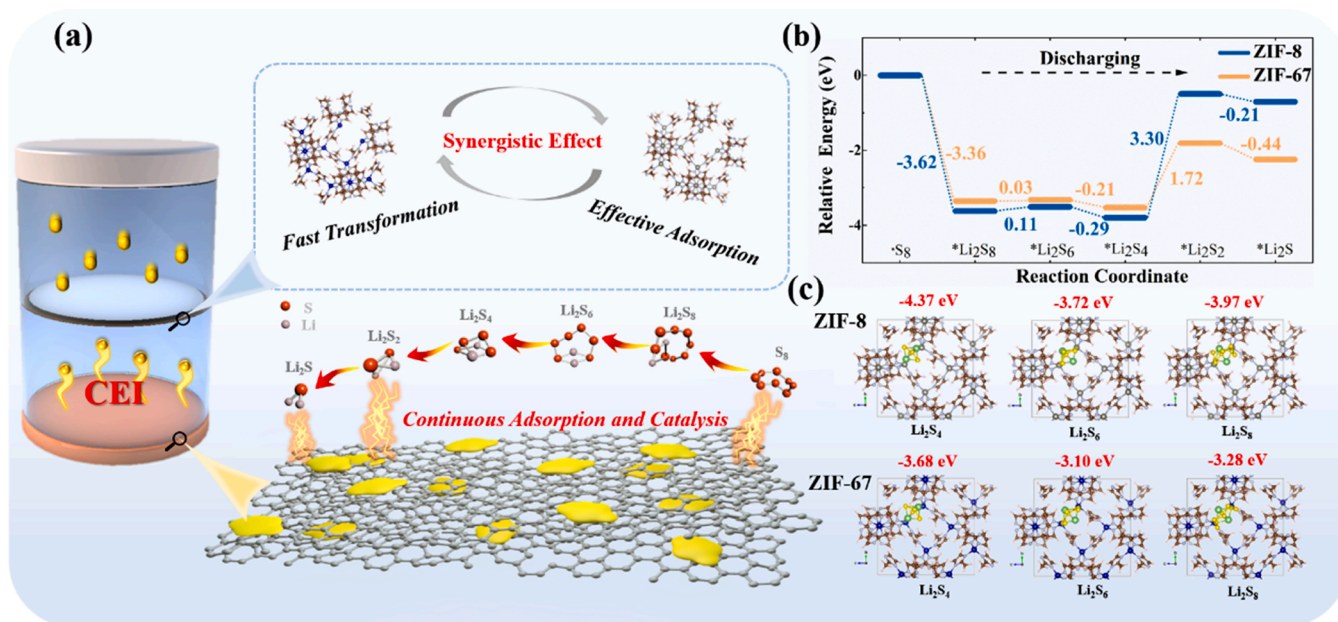 (a)
Synergistic Effect
Fast Transformation
Effective Adsorption
CEI
S
Li
Li₂S
Li₂S₂
Li₂S₄
Li₂S₆
Li₂S₈
S₈
Continuous Adsorption and Catalysis
(b)
Relative Energy (eV)
0
-2
-4
Discharging
ZIF-8
ZIF-67
-3.62
-3.36
0.03
0.11
-0.21
-0.29
3.30
1.72
-0.21
-0.44
*S₈
*Li₂S₈
*Li₂S₆
*Li₂S₄
*Li₂S₂
*Li₂S
Reaction Coordinate
(c)
ZIF-8
-4.37 eV
-3.72 eV
-3.97 eV
Li₂S₄
Li₂S₆
Li₂S₈
ZIF-67
-3.68 eV
-3.10 eV
-3.28 eV
Li₂S₄
Li₂S₆
Li₂S₈